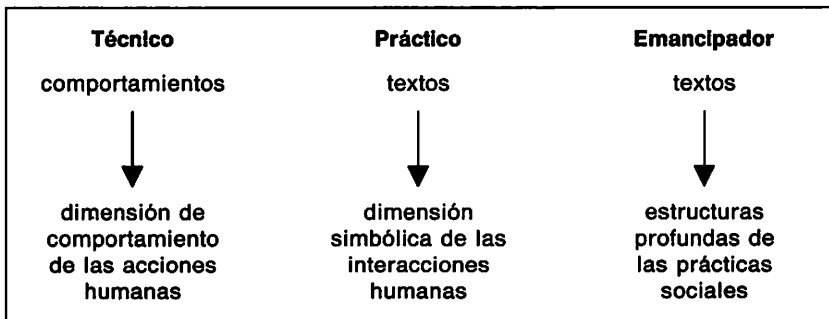 Técnico
comportamientos
dimensión de
comportamiento
de las acciones
humanas
Práctico
textos
dimensión
simbólica de las
interacciones
humanas
Emancipador
textos
estructuras
profundas de
las prácticas
sociales